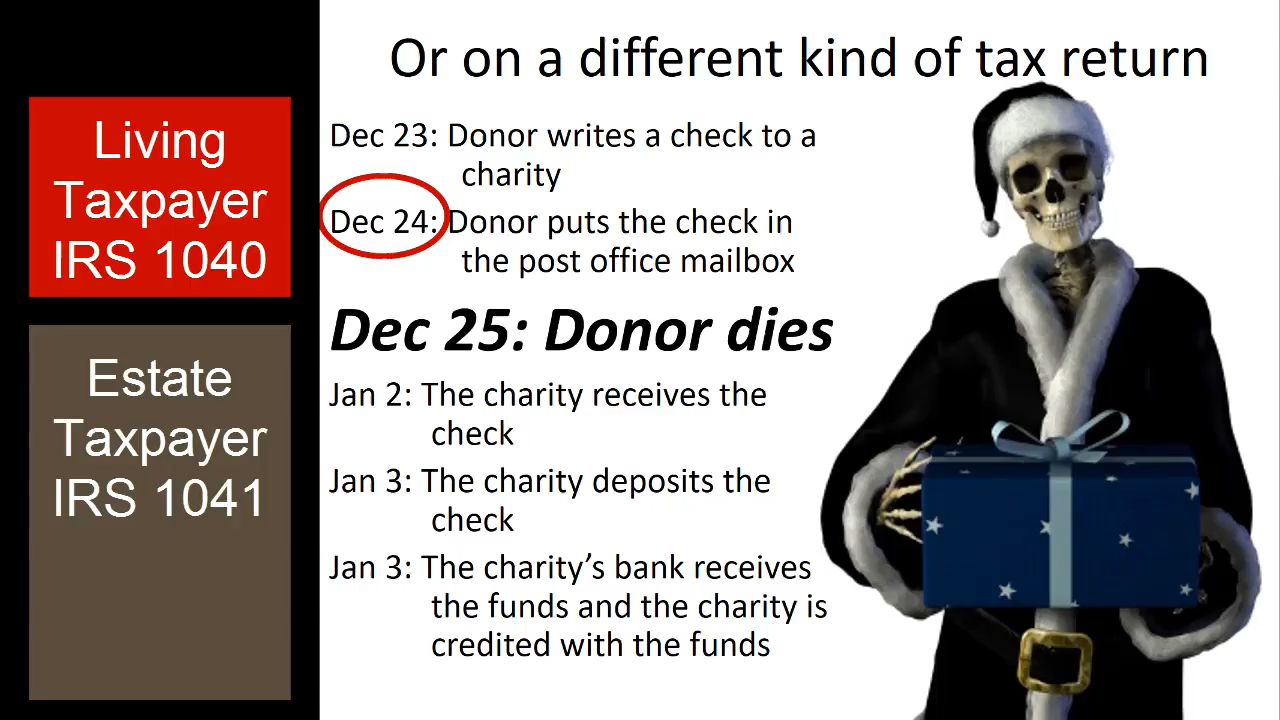 Or on a different kind of tax return
Living
Taxpayer
IRS 1040
Estate
Taxpayer
IRS 1041
Dec 23: Donor writes a check to a
charity
Dec 24: Donor puts the check in
the post office mailbox
Dec 25: Donor dies
Jan 2: The charity receives the
check
Jan 3: The charity deposits the
check
Jan 3: The charity’s bank receives
the funds and the charity is
credited with the funds